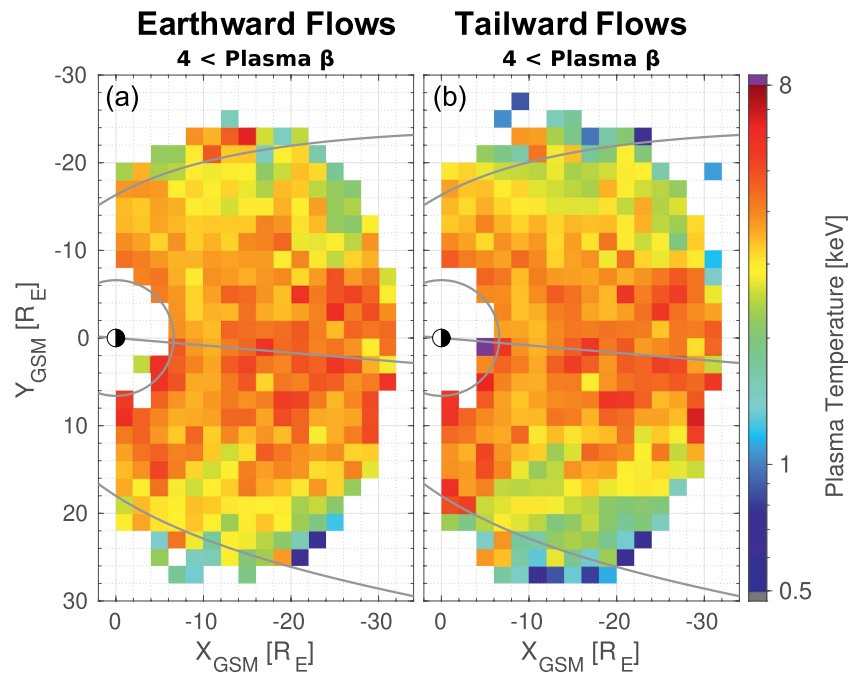 Earthward Flows
4 < Plasma β
Tailward Flows
4 < Plasma β
(a)
(b)
-30
-20
-10
0
10
20
30
Y_GSM [R_E]
0
-10
-20
-30
X_GSM [R_E]
0
-10
-20
-30
X_GSM [R_E]
8
1
0.5
Plasma Temperature [keV]